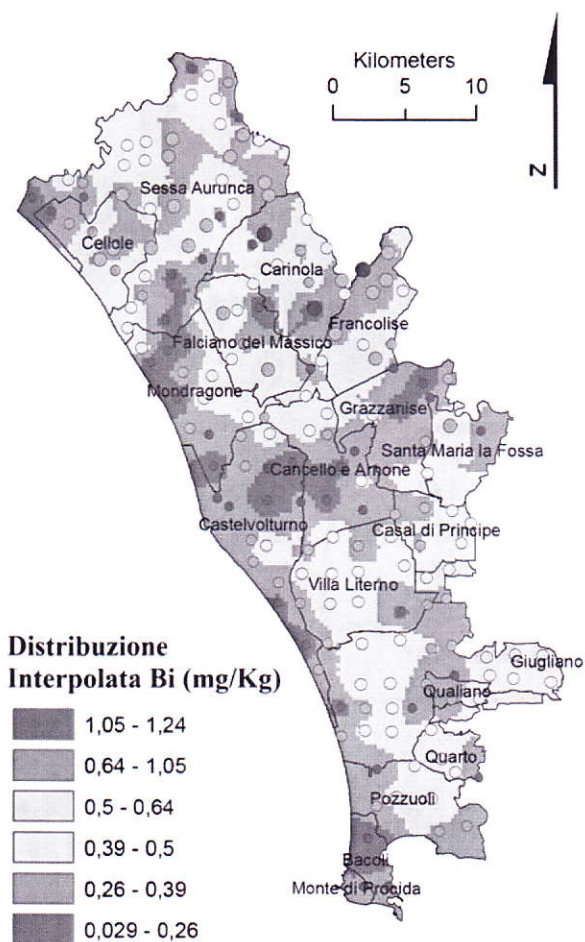 Kilometers
0 5 10
N
Sessa Aurunca
Cellole
Carinola
Francolise
Falciano del Massico
Mondragone
Grazzanise
Santa Maria la Fossa
Cancello e Arnone
Castelvolturno
Casal di Principe
Villa Literno
Giugliano
Qualiano
Quarto
Pozzuoli
Bacoli
Monte di Procida
Distribuzione
Interpolata Bi (mg/Kg)
1,05 - 1,24
0,64 - 1,05
0,5 - 0,64
0,39 - 0,5
0,26 - 0,39
0,029 - 0,26